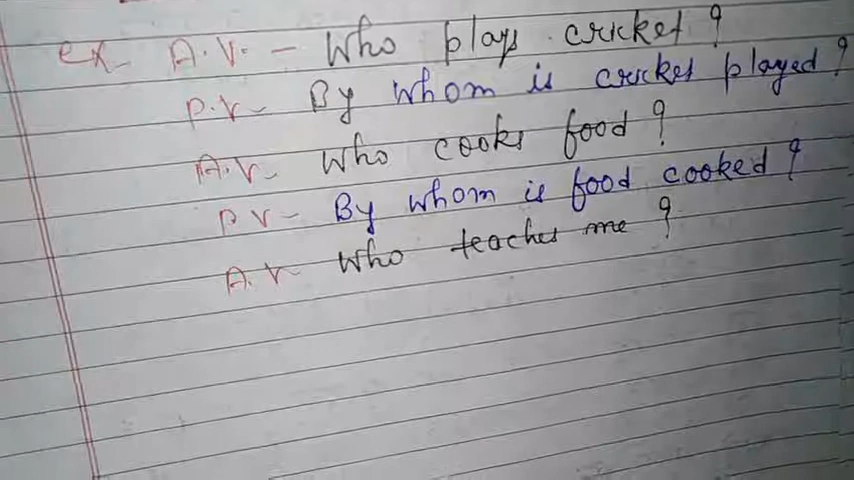 ex- A.V. - Who plays cricket ?
P.V- By whom is cricket played ?
A.V- Who cooks food ?
P V- By whom is food cooked ?
A.V- Who teaches me ?